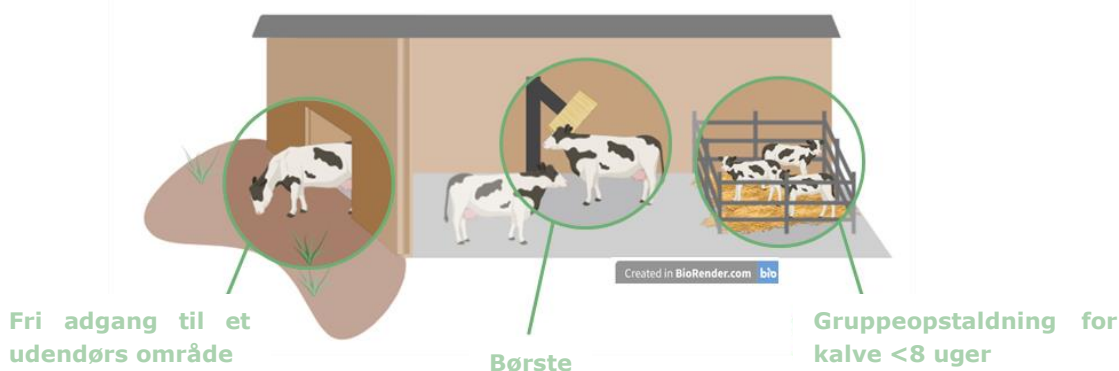 Created in BioRender.com bio
Fri adgang til et
udendørs område
Børste
Gruppeopstaldning for
kalve <8 uger